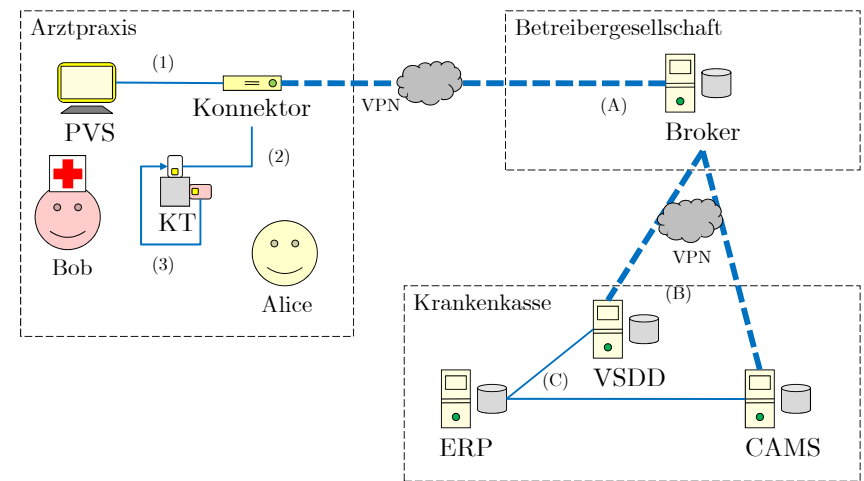 Arztpraxis
(1)
PVS
Konnektor
(2)
KT
(3)
Bob
Alice
VPN
Betreibergesellschaft
(A)
Broker
VPN
(B)
Krankenkasse
VSDD
(C)
ERP
CAMS